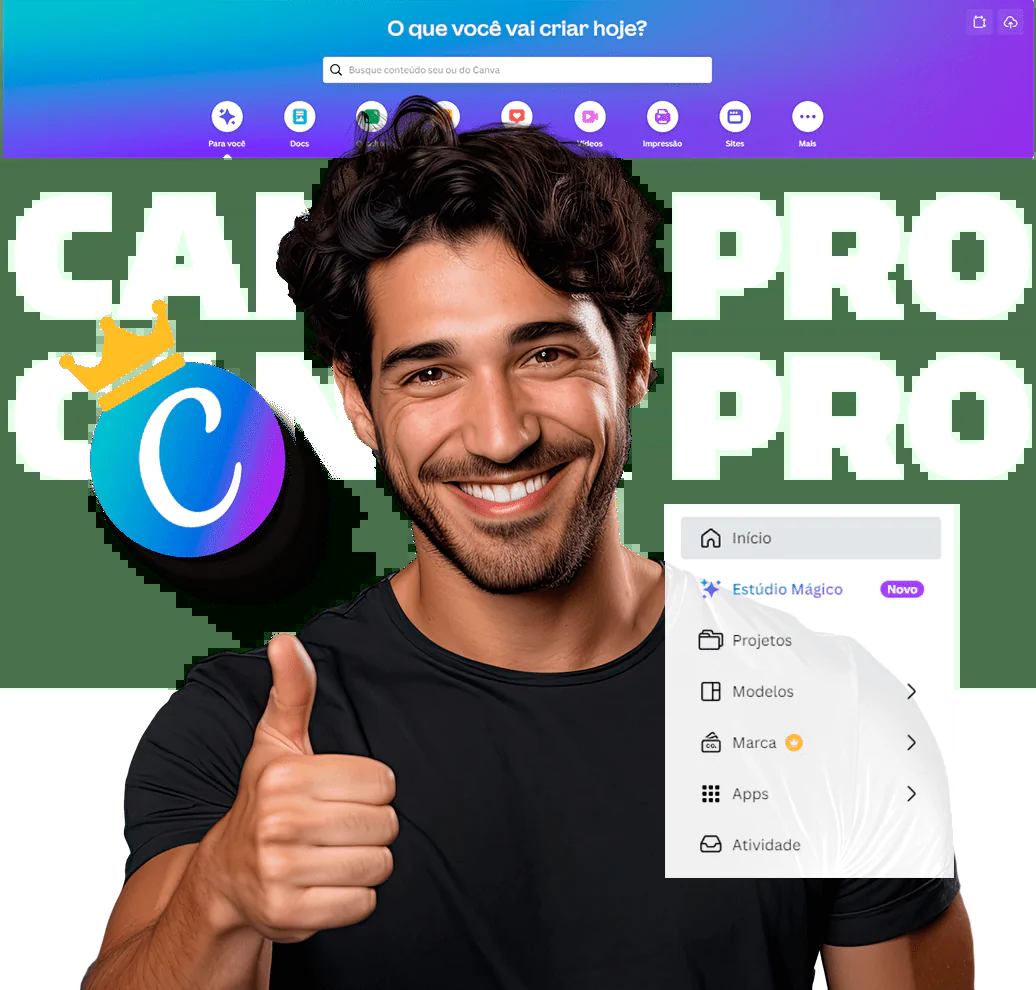 O que você vai criar hoje?
Busque conteúdo seu ou do Canva
Para você
Docs
Vídeos
Impressão
Sites
Mais
PRO
PRO
C
Início
Estúdio Mágico
Novo
Projetos
Modelos
Marca
CO.
Apps
Atividade